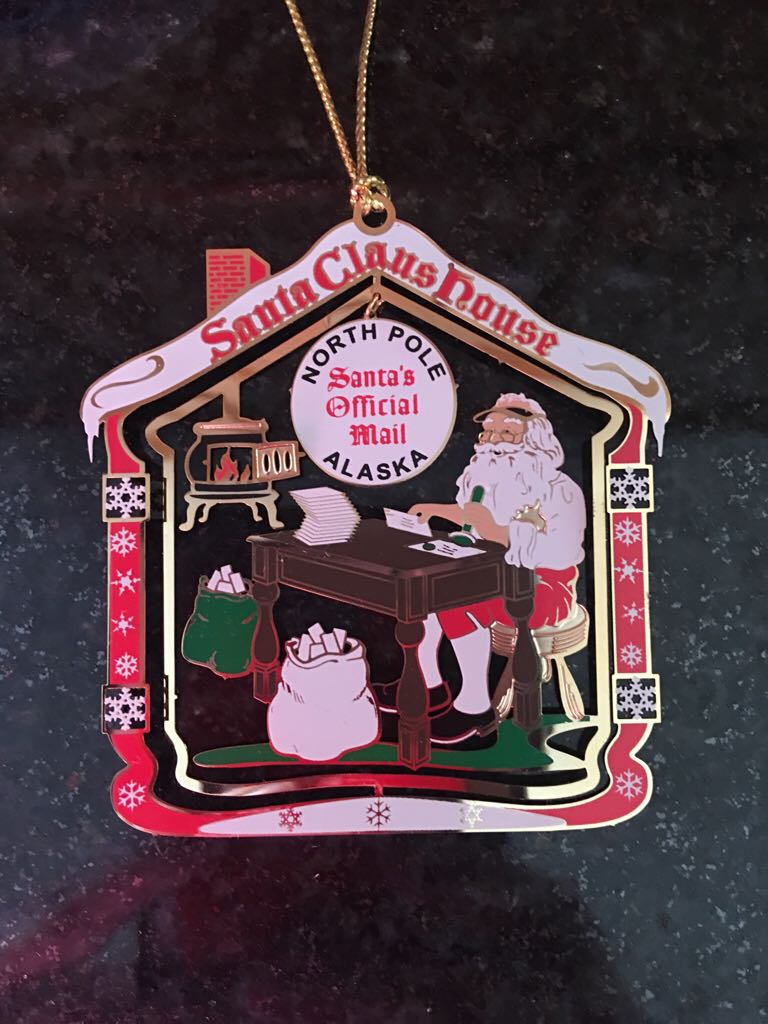 Santa Claus House
NORTH POLE
Santa's
Official
Mail
ALASKA